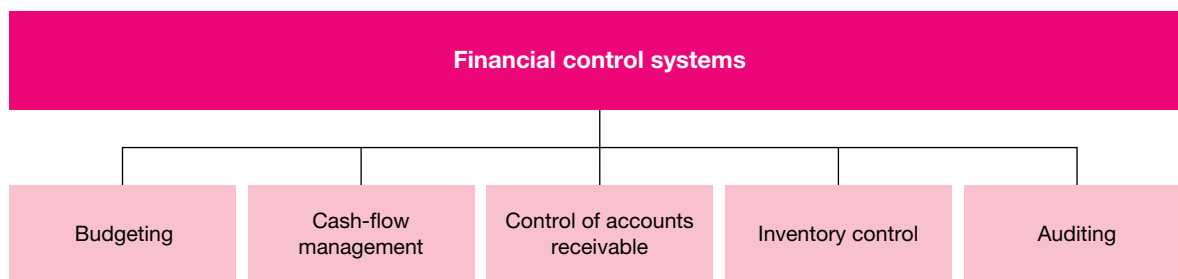 Financial control systems
Budgeting
Cash-flow
management
Control of accounts
receivable
Inventory control
Auditing